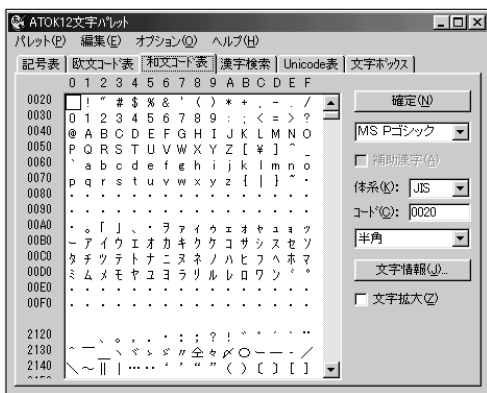 ATOK12文字パレット
パレット(P) 編集(E) オプション(O) ヘルプ(H)
記号表 欧文コード表 和文コード表 漢字検索 Unicode表 文字ボックス
0 1 2 3 4 5 6 7 8 9 A B C D E F
0020 ! " # $ % & ' ( ) * + , - . /
0030 0 1 2 3 4 5 6 7 8 9 : ; < = > ?
0040 @ A B C D E F G H I J K L M N O
0050 P Q R S T U V W X Y Z [ ¥ ] ^ _
0060 ` a b c d e f g h i j k l m n o
0070 p q r s t u v w x y z { | } ~ ・
0080 ・ ・ ・ ・ ・ ・ ・ ・ ・ ・ ・ ・ ・ ・ ・ ・
0090 ・ ・ ・ ・ ・ ・ ・ ・ ・ ・ ・ ・ ・ ・ ・ ・
00A0 ・ 。 「 」 、 ・ ヲ ァ ィ ゥ ェ ォ ャ ュ ョ ッ
00B0 ー ア イ ウ エ オ カ キ ク ケ コ サ シ ス セ ソ
00C0 タ チ ツ テ ト ナ ニ ヌ ネ ノ ハ ヒ フ ヘ ホ マ
00D0 ミ ム メ モ ヤ ユ ヨ ラ リ ル レ ロ ワ ン ゙ ゚
00E0 ・ ・ ・ ・ ・ ・ ・ ・ ・ ・ ・ ・ ・ ・ ・ ・
00F0 ・ ・ ・ ・ ・ ・ ・ ・ ・ ・ ・ ・ ・ ・ ・ ・
2120 、 。 , . ・ : ; ? ! ゛ ゜ ´ ` ¨
2130 ^ ‾ _ ヽ ヾ ゝ ゞ 〃 仝 々 〆 〇 ー ― ‐ /
2140 \ ~ ‖ | … ‥ ‘ ’ “ ” ( ) 〔 〕 [ ]
確定(N)
MS Pゴシック
補助漢字(A)
体系(K): JIS
コード(C): 0020
半角
文字情報(J)...
文字拡大(Z)